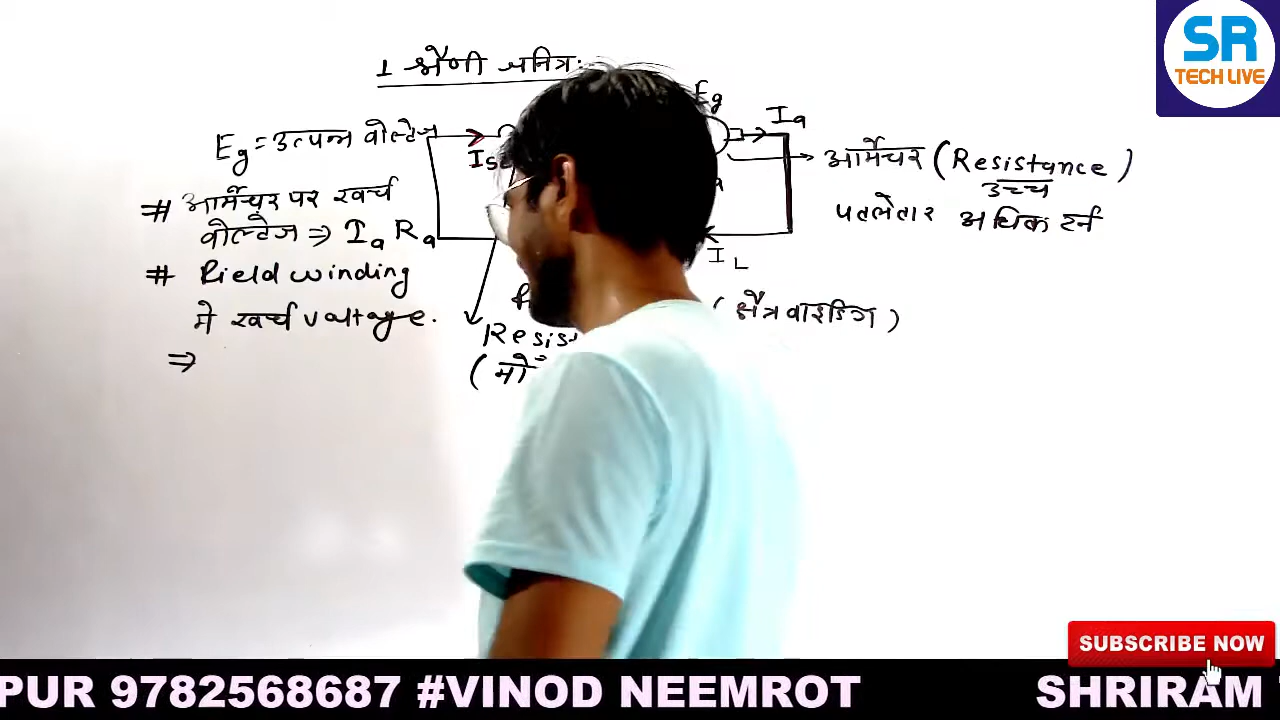 1 श्रेणी जनित्र:
SR
TECH LIVE
Eg = उत्पन्न वोल्टेज
Ise
Eg
Ia
आर्मेचर (Resistance)
उच्च
पतले तार अधिक टर्न
# आर्मेचर पर खर्च
वोल्टेज ⇒ Ia Ra
IL
# Field winding
में खर्च voltage.
(क्षेत्र वाइडिंग)
⇒
SUBSCRIBE NOW
PUR 9782568687 #VINOD NEEMROT SHRIRAM